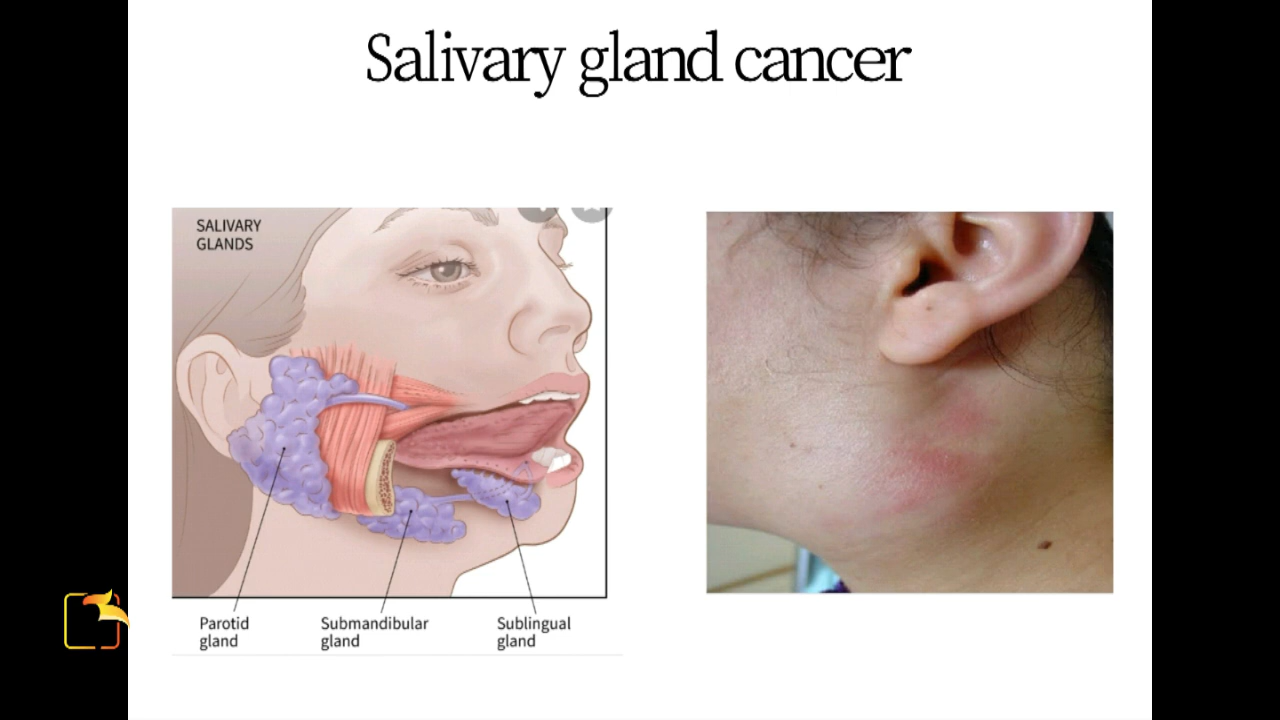 Salivary gland cancer
SALIVARY
GLANDS
Parotid
gland
Submandibular
gland
Sublingual
gland